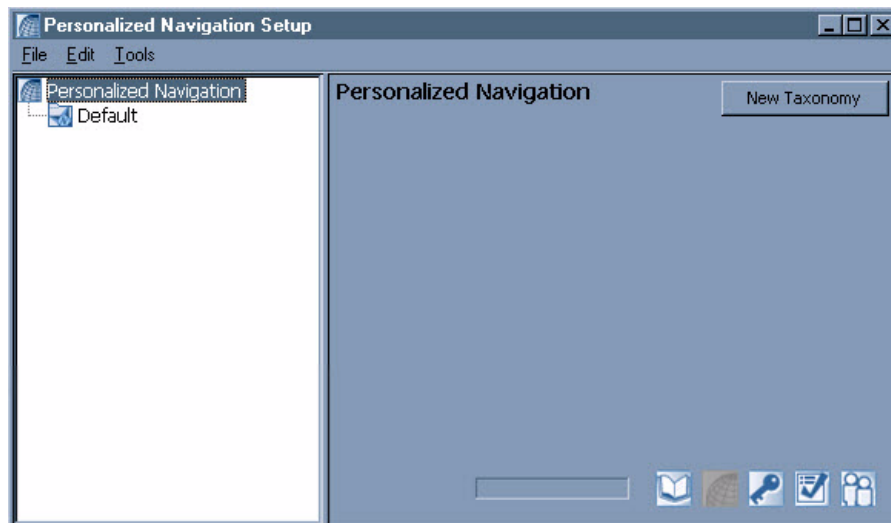 Personalized Navigation Setup
File Edit Tools
Personalized Navigation
Default
Personalized Navigation
New Taxonomy